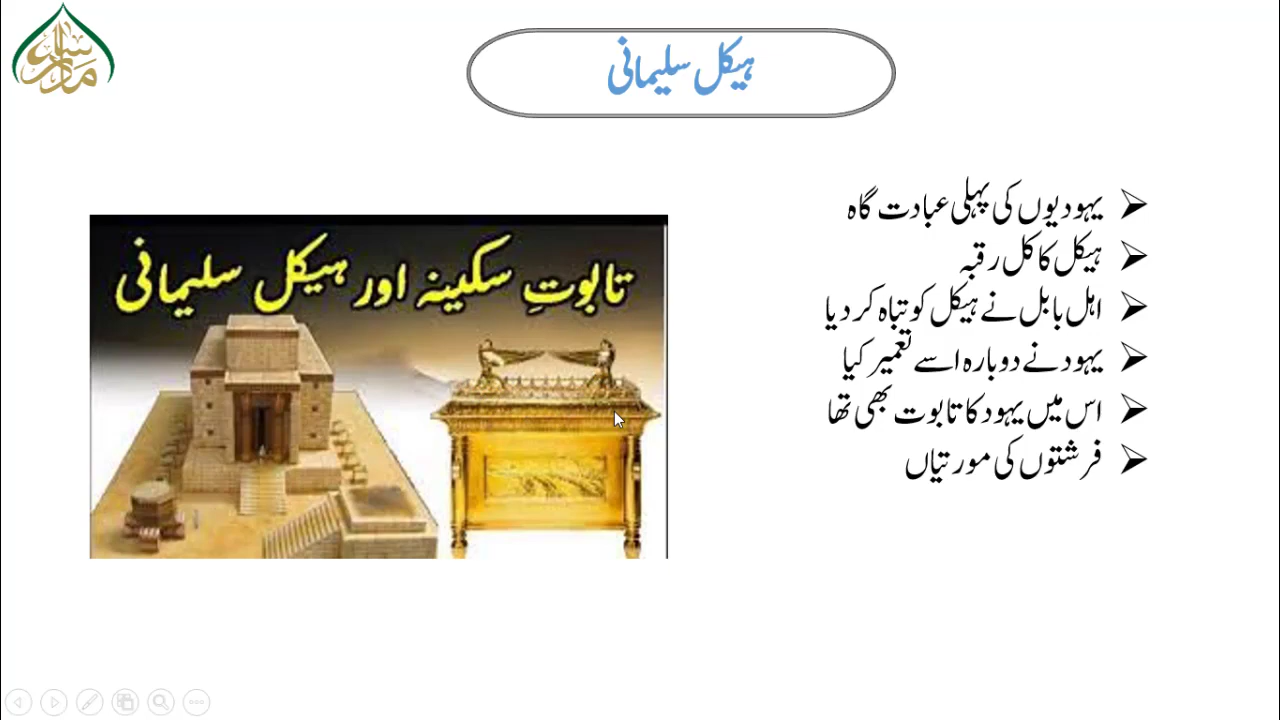 ہیکل سلیمانی
یہودیوں کی پہلی عبادت گاہ
ہیکل کا کل رقبہ
اہل بابل نے ہیکل کو تباہ کر دیا
یہود نے دوبارہ اسے تعمیر کیا
اس میں یہود کا تابوت بھی تھا
فرشتوں کی مورتیاں
تابوتِ سکینہ اور ہیکل سلیمانی